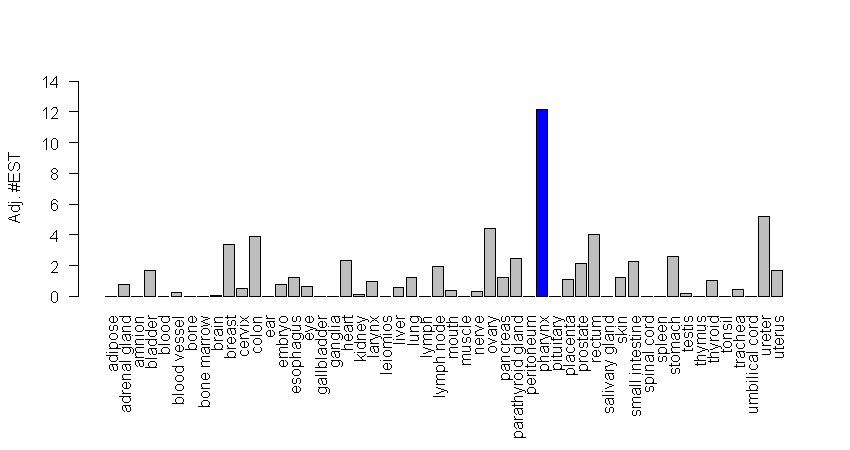 Adj. #EST
14
12
10
8
6
4
2
0
adipose
adrenal gland
amnion
bladder
blood
blood vessel
bone
bone marrow
brain
breast
cervix
colon
ear
embryo
esophagus
eye
gallbladder
ganglia
heart
kidney
larynx
leiomios
liver
lung
lymph
lymph node
mouth
muscle
nerve
ovary
pancreas
parathyroid gland
peritoneum
pharynx
pituitary
placenta
prostate
rectum
salivary gland
skin
small intestine
spinal cord
spleen
stomach
testis
thymus
thyroid
tonsil
trachea
umbilical cord
ureter
uterus